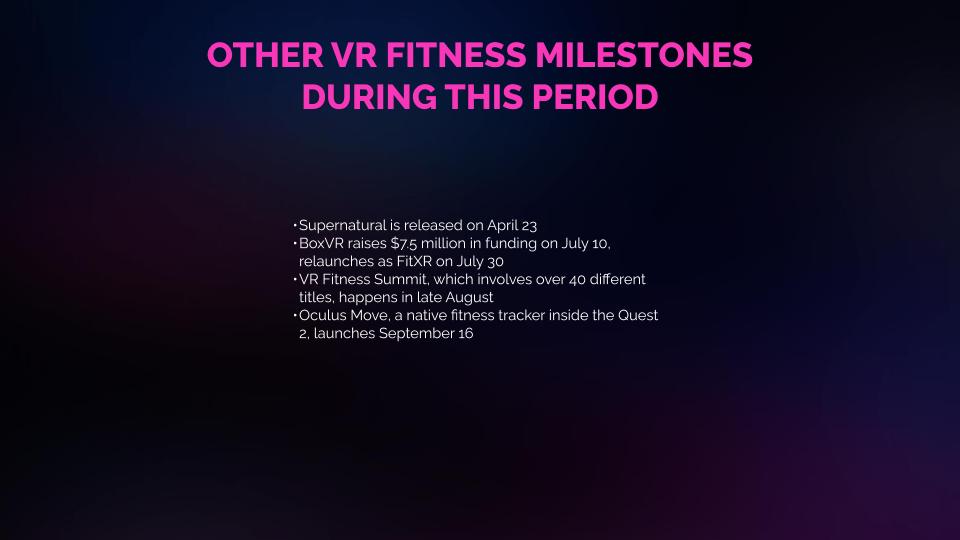 OTHER VR FITNESS MILESTONES
DURING THIS PERIOD
•Supernatural is released on April 23
•BoxVR raises $7.5 million in funding on July 10,
relaunches as FitXR on July 30
•VR Fitness Summit, which involves over 40 different
titles, happens in late August
•Oculus Move, a native fitness tracker inside the Quest
2, launches September 16